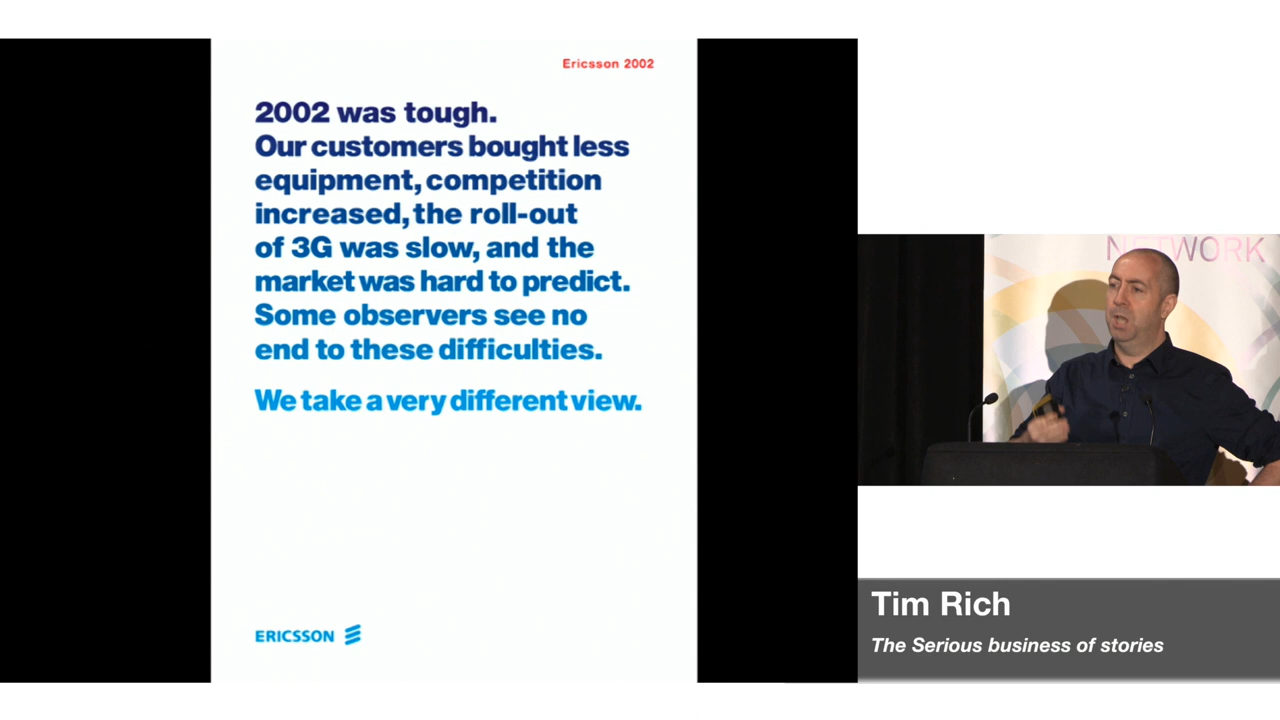 Ericsson 2002
2002 was tough.
Our customers bought less
equipment, competition
increased, the roll-out
of 3G was slow, and the
market was hard to predict.
Some observers see no
end to these difficulties.
We take a very different view.
ERICSSON
NETWORK
Tim Rich
The Serious business of stories